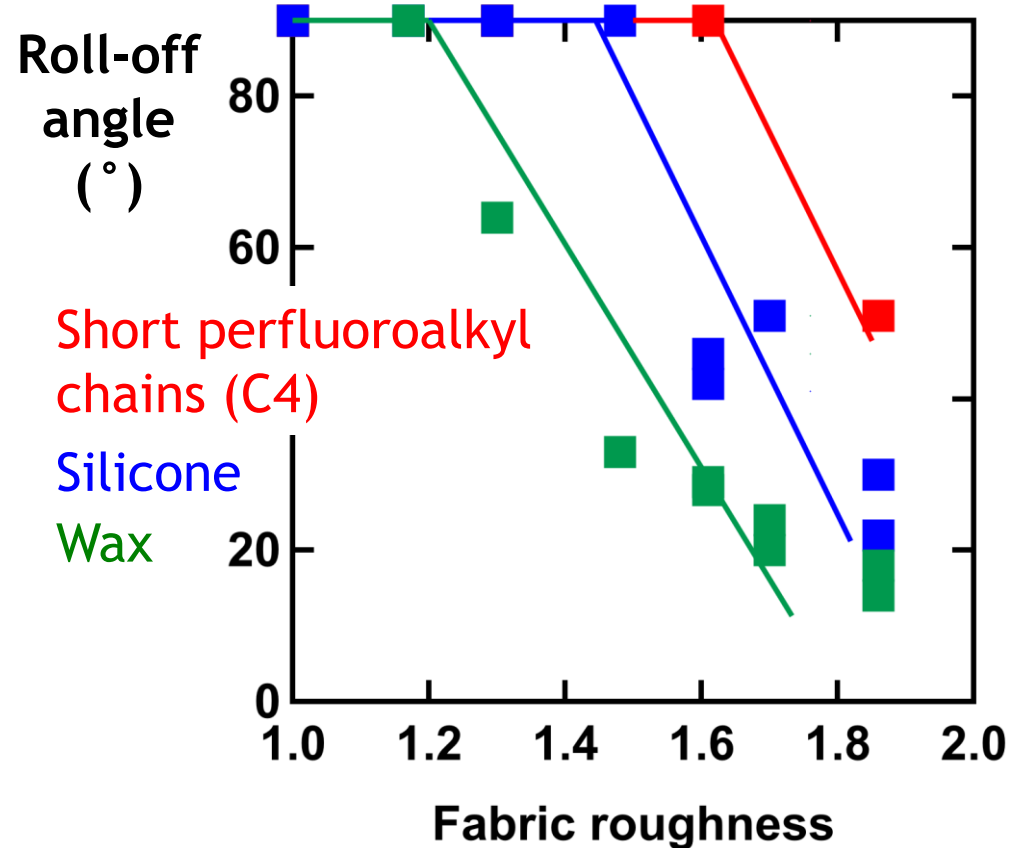 Roll-off
angle
(°)
80
60
Short perfluoroalkyl
chains (C4)
Silicone
Wax
20
0
1.0 1.2 1.4 1.6 1.8 2.0
Fabric roughness